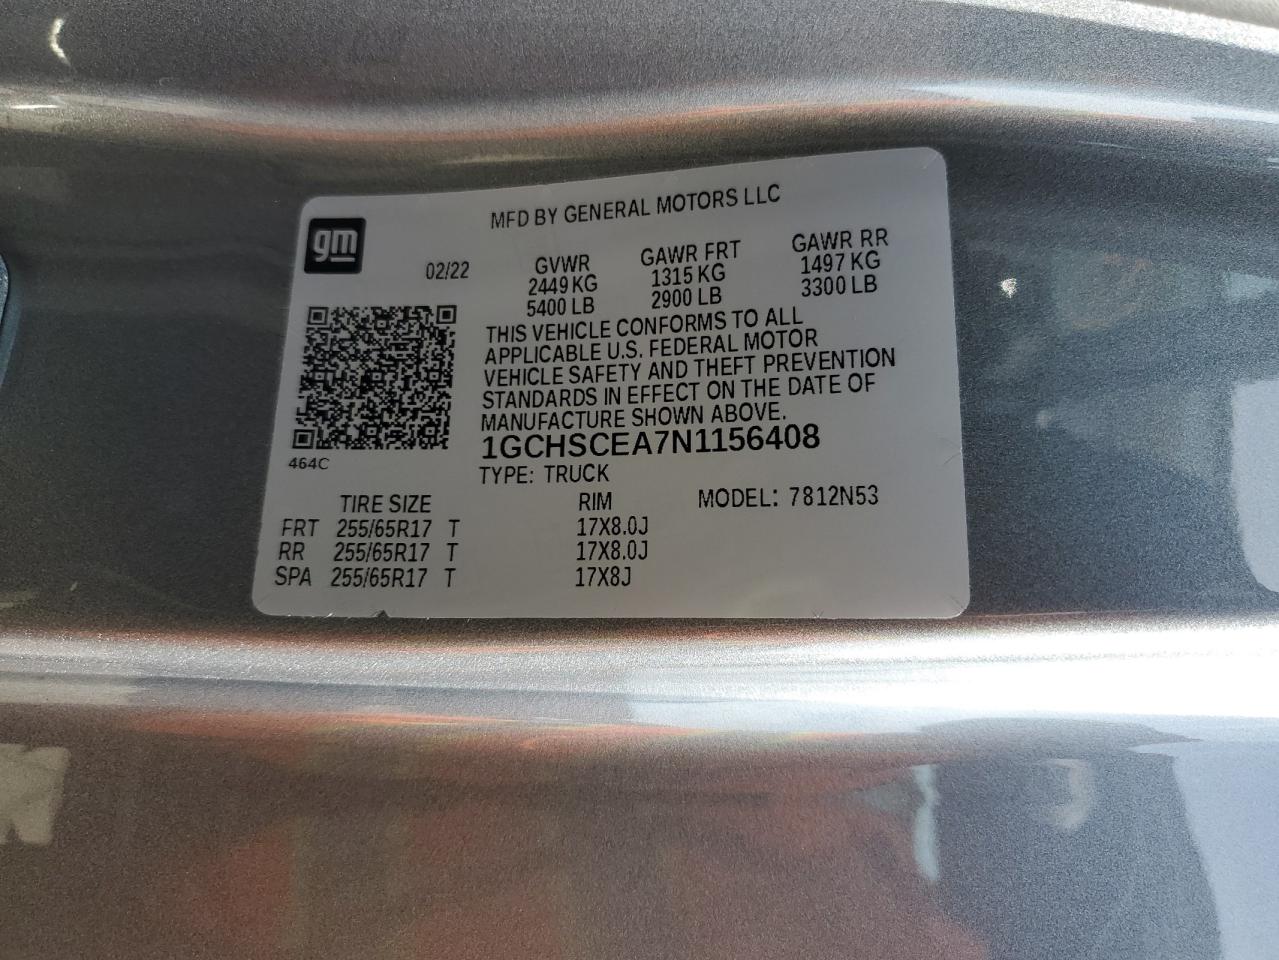 MFD BY GENERAL MOTORS LLC
gm
02/22
GVWR
2449 KG
5400 LB
GAWR FRT
1315 KG
2900 LB
GAWR RR
1497 KG
3300 LB
THIS VEHICLE CONFORMS TO ALL
APPLICABLE U.S. FEDERAL MOTOR
VEHICLE SAFETY AND THEFT PREVENTION
STANDARDS IN EFFECT ON THE DATE OF
MANUFACTURE SHOWN ABOVE.
1GCHSCEA7N1156408
464C
TYPE: TRUCK
TIRE SIZE RIM MODEL: 7812N53
FRT 255/65R17 T 17X8.0J
RR 255/65R17 T 17X8.0J
SPA 255/65R17 T 17X8J